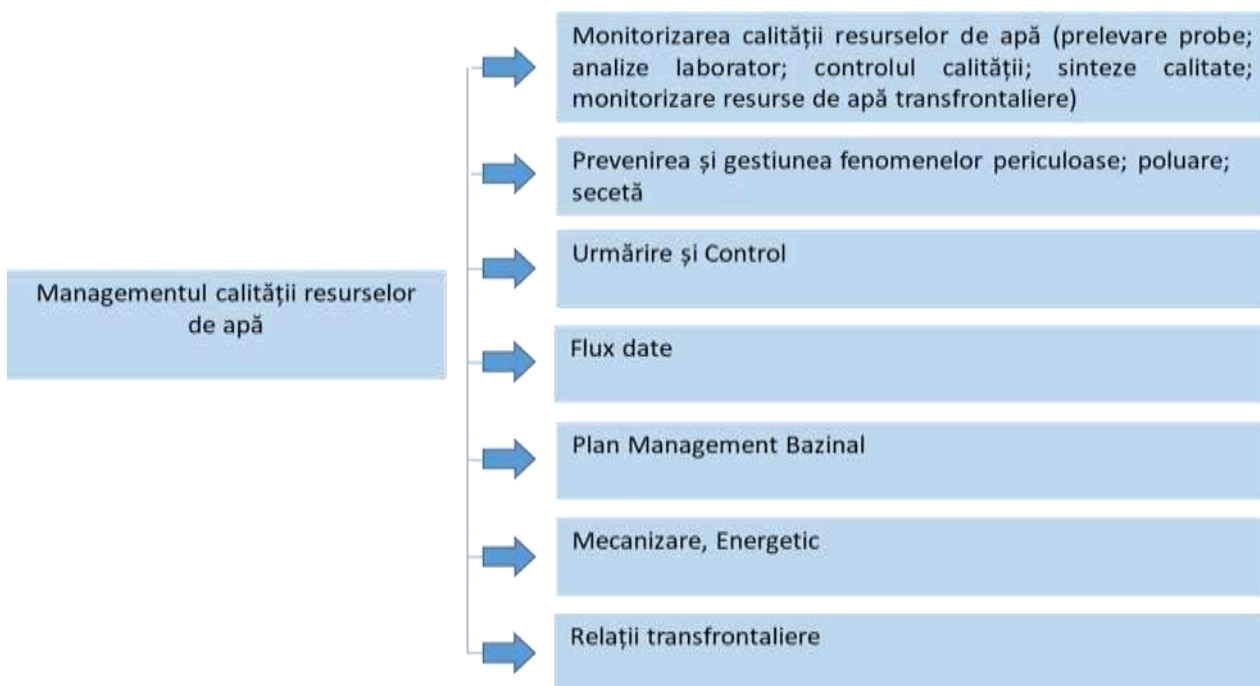 Managementul calității resurselor
de apă
Monitorizarea calității resurselor de apă (prelevare probe;
analize laborator; controlul calității; sinteze calitate;
monitorizare resurse de apă transfrontaliere)
Prevenirea și gestiunea fenomenelor periculoase; poluare;
secetă
Urmărire și Control
Flux date
Plan Management Bazinal
Mecanizare, Energetic
Relații transfrontaliere